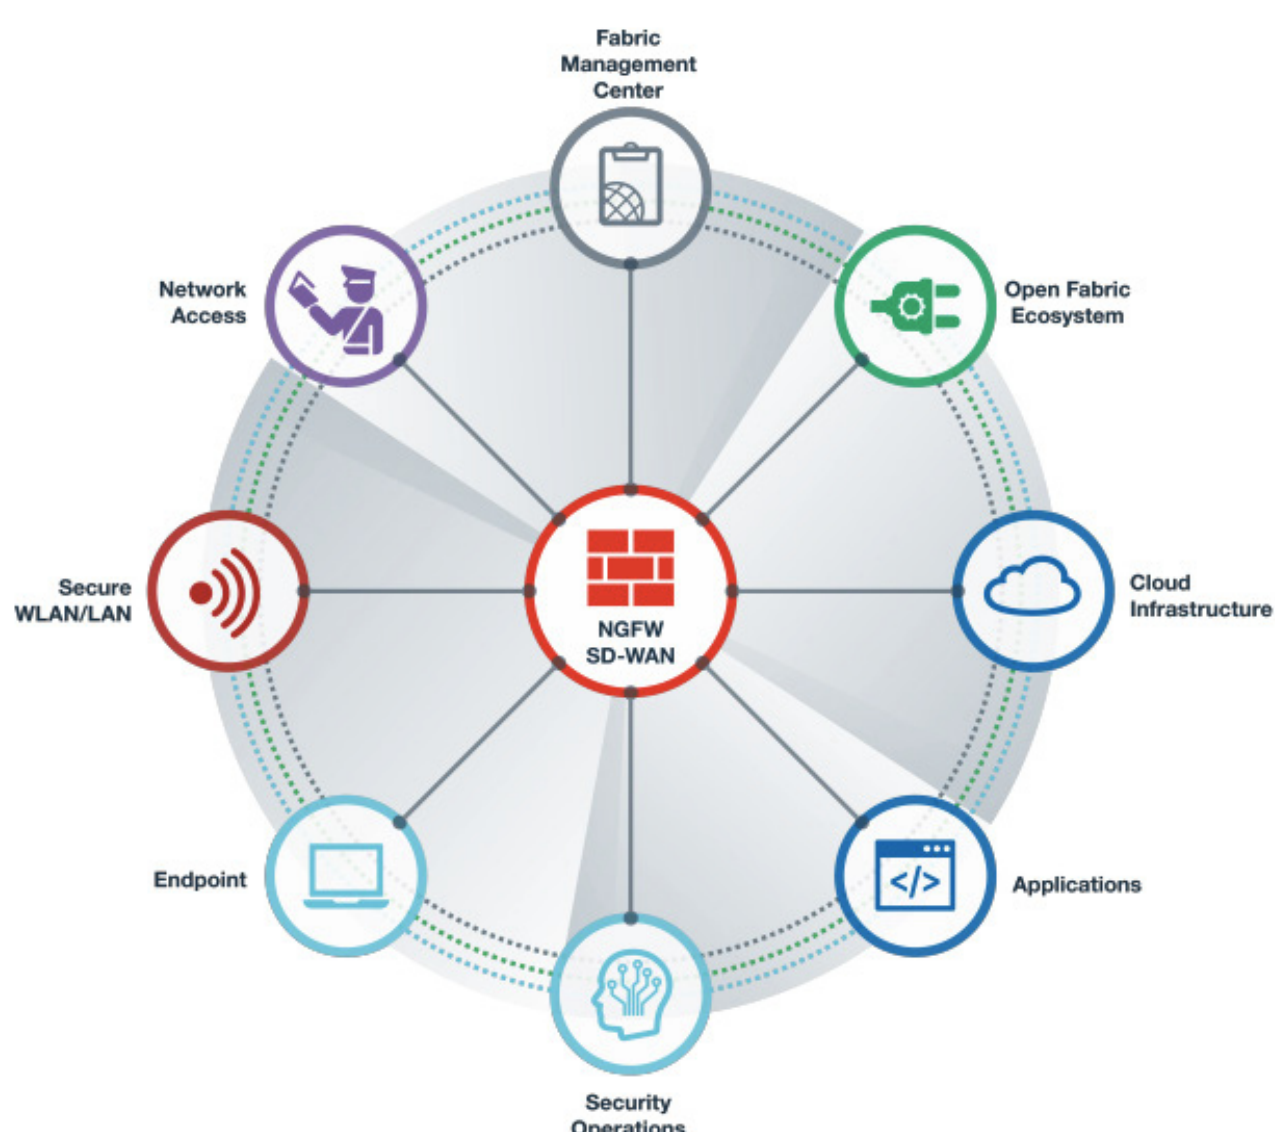 Fabric
Management
Center
Network
Access
Open Fabric
Ecosystem
Secure
WLAN/LAN
NGFW
SD-WAN
Cloud
Infrastructure
Endpoint
</>
Applications
Security
Operations